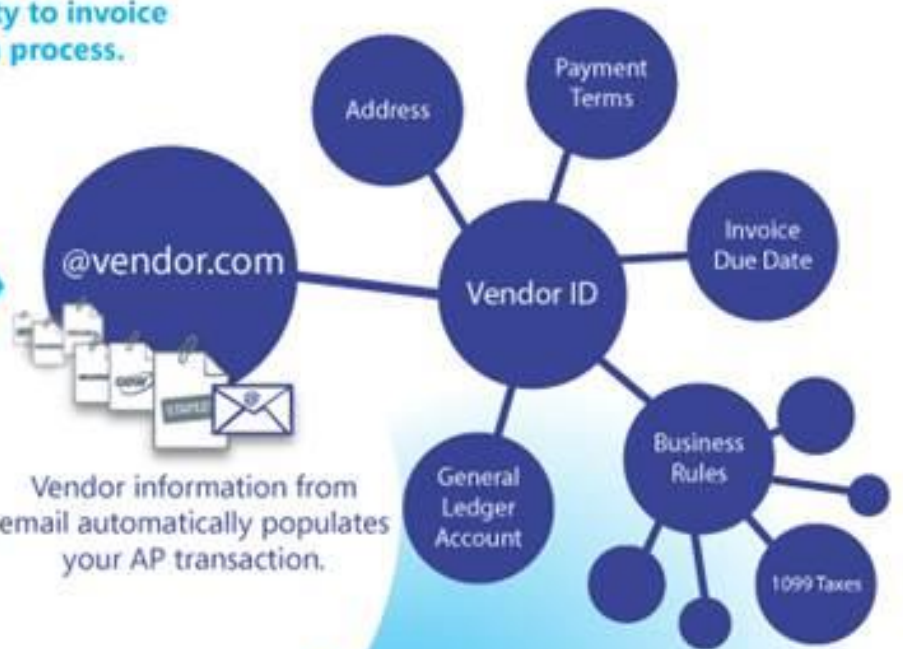 to invoice
process.
Address
Payment
Terms
@vendor.com
Vendor ID
Invoice
Due Date
Business
Rules
General
Ledger
Account
1099 Taxes
@
Vendor information from
email automatically populates
your AP transaction.